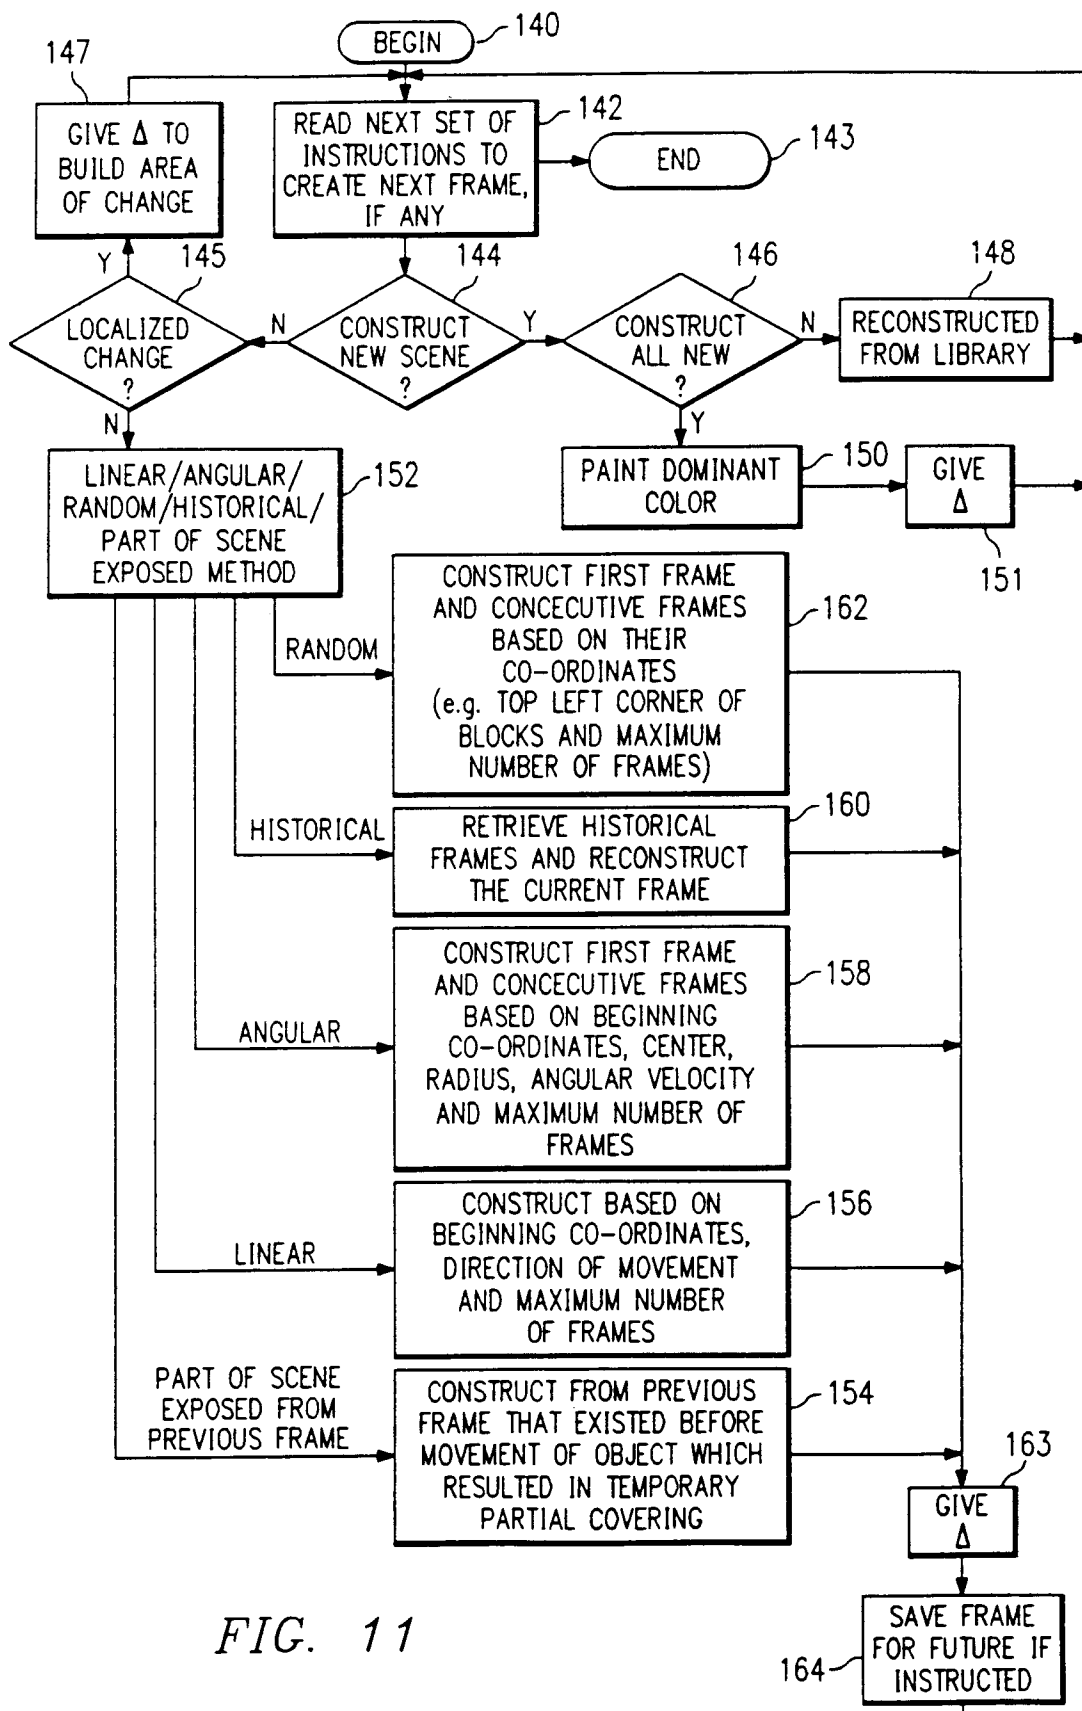 140
BEGIN
147
142
READ NEXT SET OF
INSTRUCTIONS TO
CREATE NEXT FRAME,
IF ANY
143
END
GIVE Δ TO
BUILD AREA
OF CHANGE
Y
145
144
146
148
LOCALIZED
CHANGE
?
N
CONSTRUCT
NEW SCENE
?
Y
CONSTRUCT
ALL NEW
?
N
RECONSTRUCTED
FROM LIBRARY
N
Y
LINEAR/ANGULAR/
RANDOM/HISTORICAL/
PART OF SCENE
EXPOSED METHOD
152
PAINT DOMINANT
COLOR
150
GIVE
Δ
151
RANDOM
CONSTRUCT FIRST FRAME
AND CONCECUTIVE FRAMES
BASED ON THEIR
CO-ORDINATES
(e.g. TOP LEFT CORNER OF
BLOCKS AND MAXIMUM
NUMBER OF FRAMES)
162
HISTORICAL
RETRIEVE HISTORICAL
FRAMES AND RECONSTRUCT
THE CURRENT FRAME
160
ANGULAR
CONSTRUCT FIRST FRAME
AND CONCECUTIVE FRAMES
BASED ON BEGINNING
CO-ORDINATES, CENTER,
RADIUS, ANGULAR VELOCITY
AND MAXIMUM NUMBER OF
FRAMES
158
LINEAR
CONSTRUCT BASED ON
BEGINNING CO-ORDINATES,
DIRECTION OF MOVEMENT
AND MAXIMUM NUMBER
OF FRAMES
156
PART OF SCENE
EXPOSED FROM
PREVIOUS FRAME
CONSTRUCT FROM PREVIOUS
FRAME THAT EXISTED BEFORE
MOVEMENT OF OBJECT WHICH
RESULTED IN TEMPORARY
PARTIAL COVERING
154
163
GIVE
Δ
SAVE FRAME
FOR FUTURE IF
INSTRUCTED
164
FIG. 11